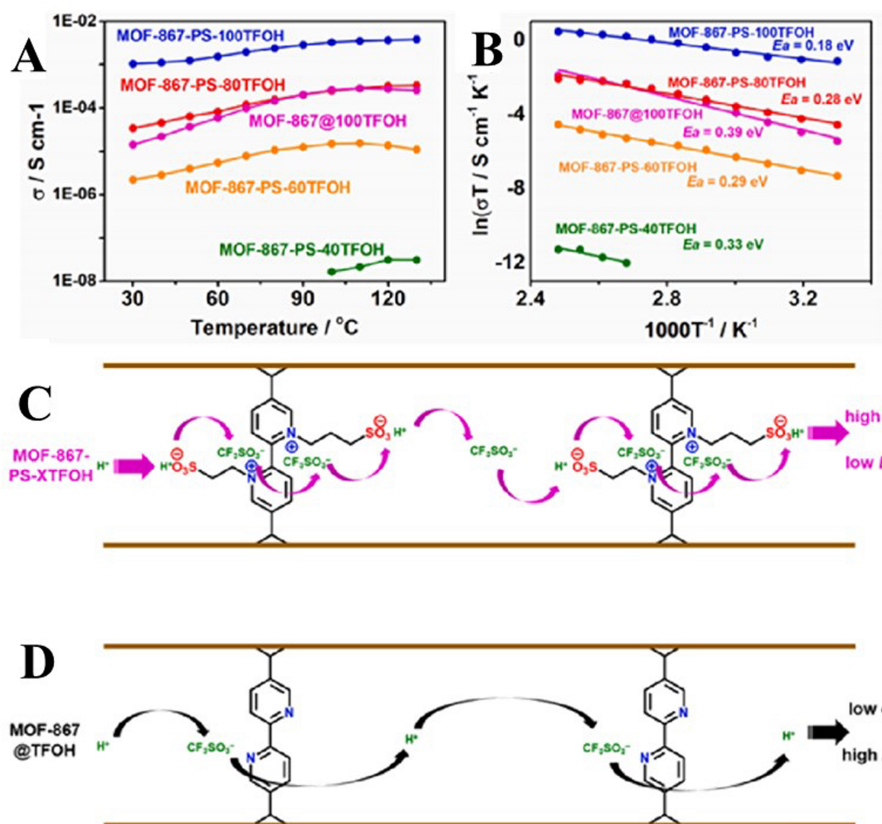 A
1E-02
1E-04
1E-06
1E-08
σ / S cm-1
MOF-867-PS-100TFOH
MOF-867-PS-80TFOH
MOF-867@100TFOH
MOF-867-PS-60TFOH
MOF-867-PS-40TFOH
30
60
90
120
Temperature / °C
B
0
-4
-8
-12
ln(σT / S cm⁻¹ K⁻¹)
MOF-867-PS-100TFOH
Ea = 0.18 eV
MOF-867-PS-80TFOH
Ea = 0.28 eV
MOF-867@100TFOH
Ea = 0.39 eV
MOF-867-PS-60TFOH
Ea = 0.29 eV
MOF-867-PS-40TFOH
Ea = 0.33 eV
2.4
2.8
3.2
1000T⁻¹ / K⁻¹
C
MOF-867-
PS-XTFOH
H⁺
H⁺
⊖
O₃S
CF₃SO₃⁻
N
⊕
N
⊕
CF₃SO₃⁻
⊖
SO₃
H⁺
CF₃SO₃⁻
H⁺
⊖
O₃S
CF₃SO₃⁻
N
⊕
N
⊕
CF₃SO₃⁻
⊖
SO₃
H⁺
high
low
D
MOF-867
@TFOH
H⁺
CF₃SO₃⁻
N
N
H⁺
CF₃SO₃⁻
N
N
H⁺
low
high